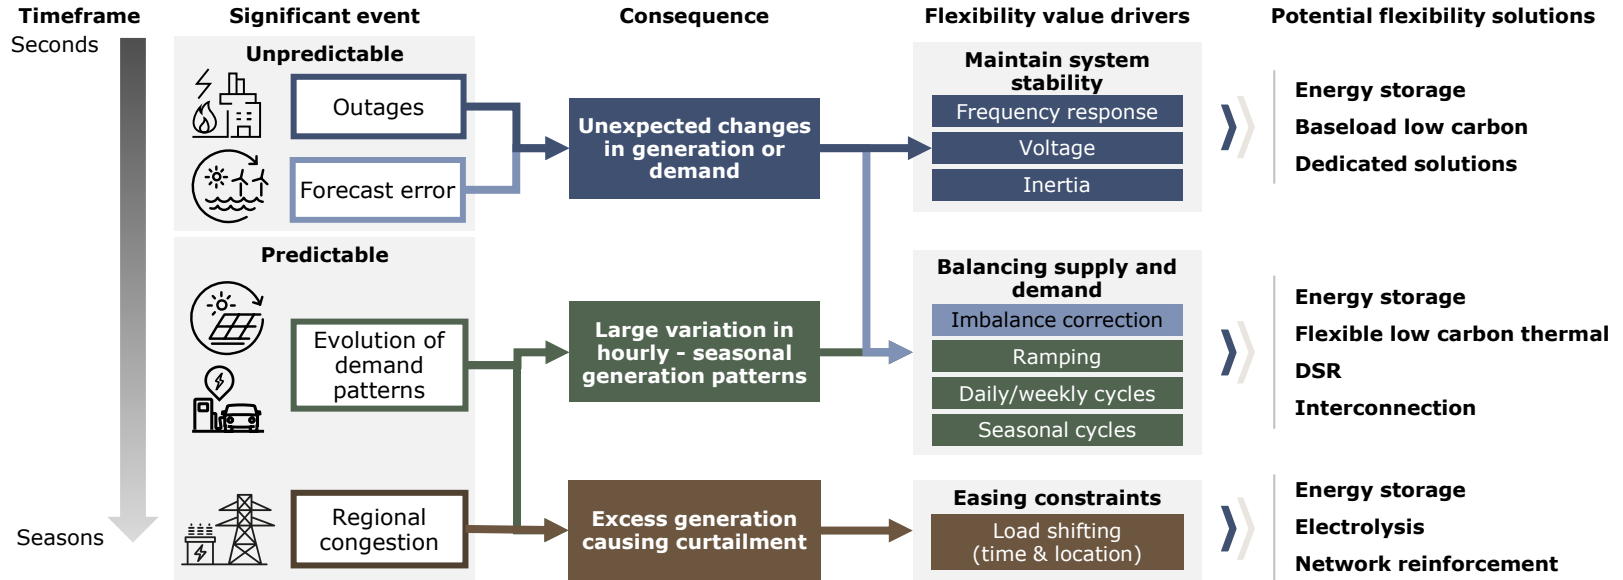 Timeframe
Significant event
Consequence
Flexibility value drivers
Potential flexibility solutions
Seconds
Seasons
Unpredictable
Outages
Forecast error
Unexpected changes
in generation or
demand
Maintain system
stability
Frequency response
Voltage
Inertia
Energy storage
Baseload low carbon
Dedicated solutions
Predictable
Evolution of
demand
patterns
Large variation in
hourly - seasonal
generation patterns
Balancing supply and
demand
Imbalance correction
Ramping
Daily/weekly cycles
Seasonal cycles
Energy storage
Flexible low carbon thermal
DSR
Interconnection
Regional
congestion
Excess generation
causing curtailment
Easing constraints
Load shifting
(time & location)
Energy storage
Electrolysis
Network reinforcement